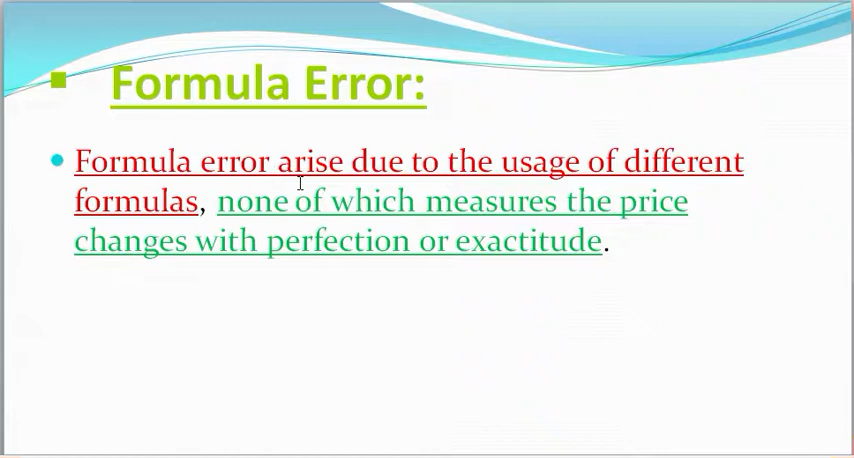 ▪ Formula Error:
• Formula error arise due to the usage of different
formulas, none of which measures the price
changes with perfection or exactitude.